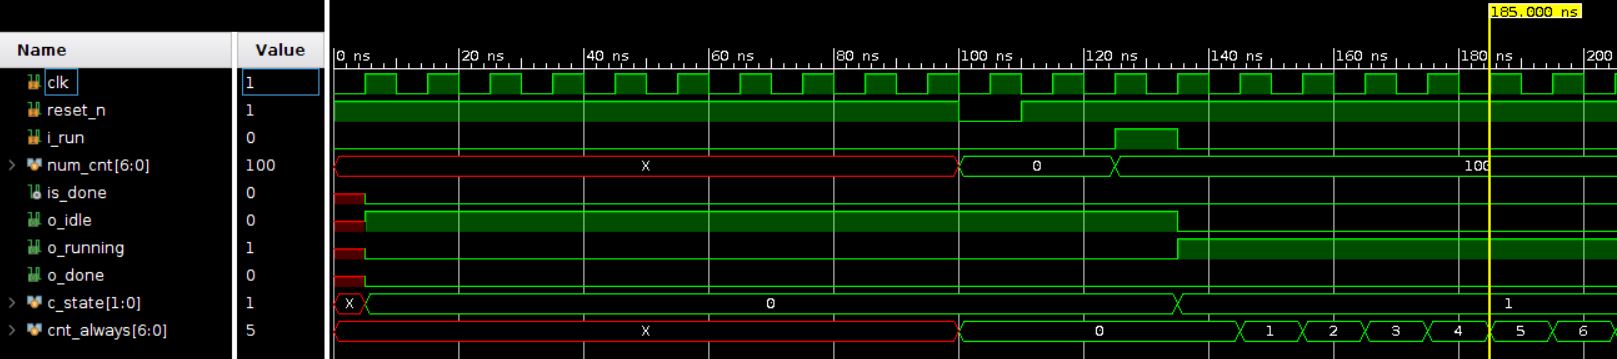 185.000 ns
Name Value
0 ns 20 ns 40 ns 60 ns 80 ns 100 ns 120 ns 140 ns 160 ns 180 ns 200
clk 1
reset_n 1
i_run 0
num_cnt[6:0] 100 X 0 100
is_done 0
o_idle 0
o_running 1
o_done 0
c_state[1:0] 1 X 0 1
cnt_always[6:0] 5 X 0 1 2 3 4 5 6